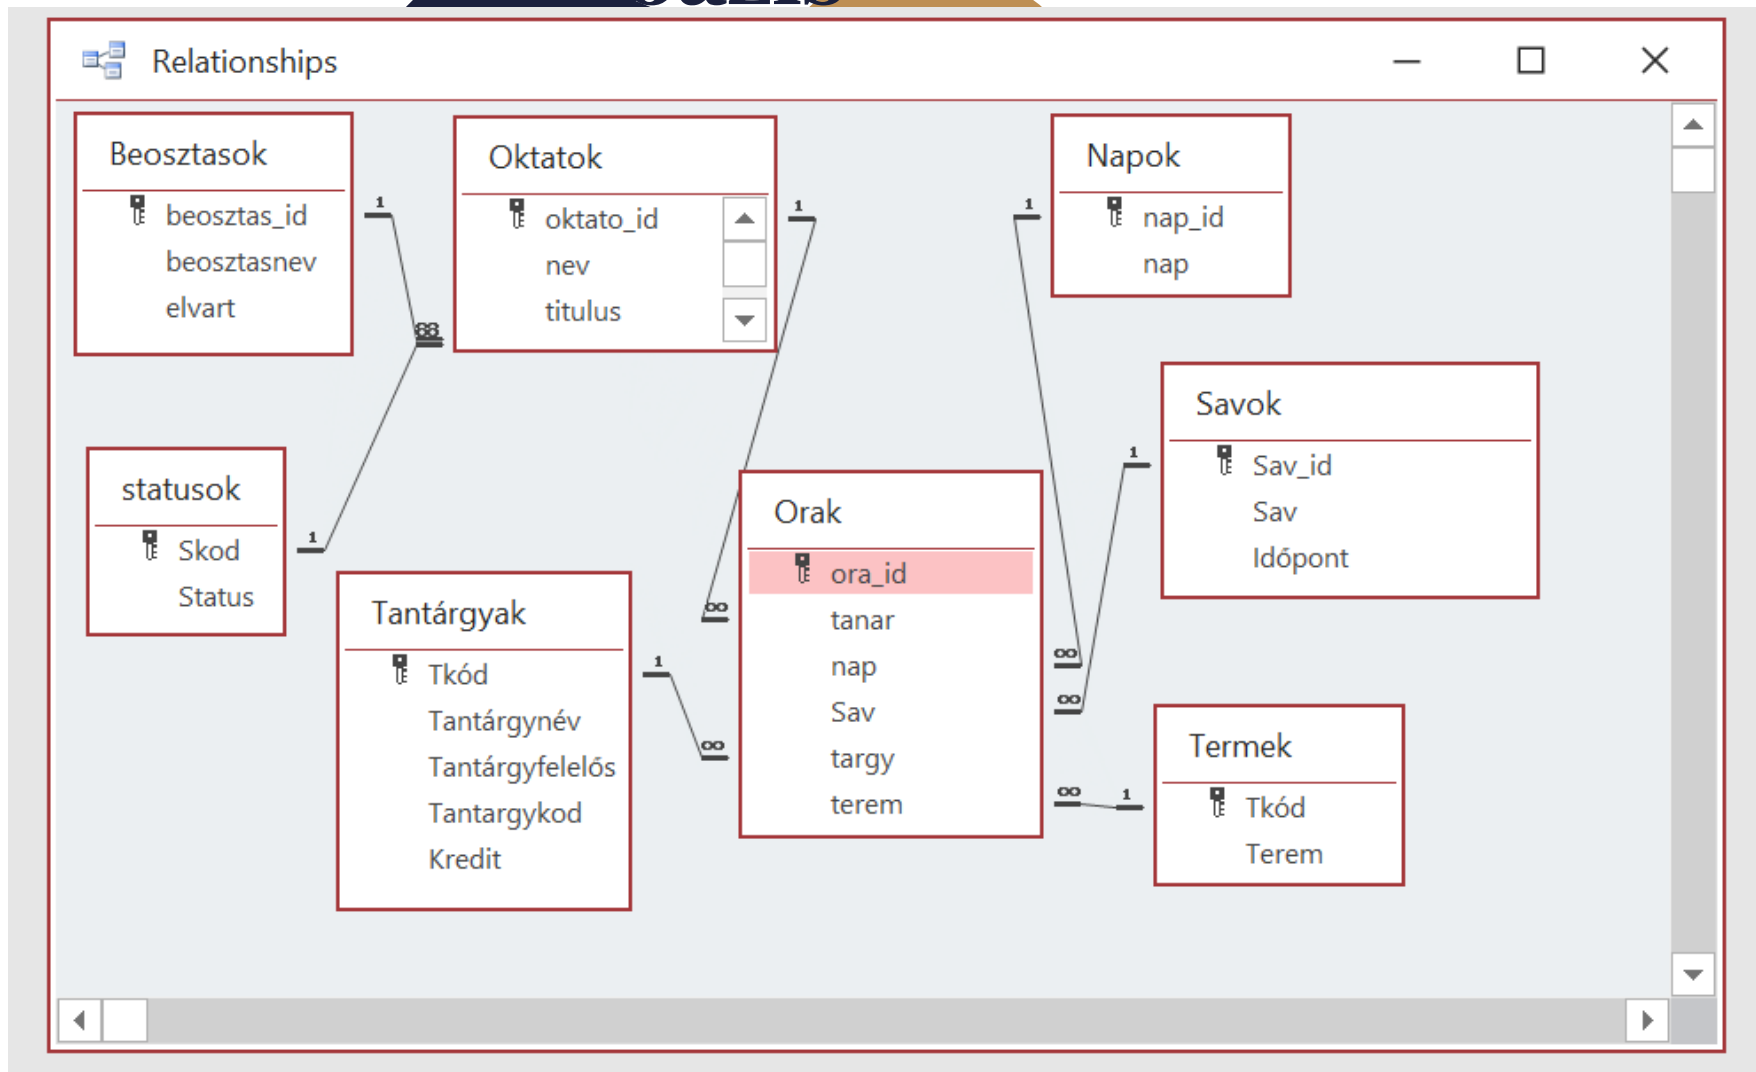 Relationships
Beosztasok
beosztas_id
beosztasnev
elvart
Oktatok
oktato_id
nev
titulus
Napok
nap_id
nap
Savok
Sav_id
Sav
Időpont
statusok
Skod
Status
Tantárgyak
Tkód
Tantárgynév
Tantárgyfelelős
Tantargykod
Kredit
Orak
ora_id
tanar
nap
Sav
targy
terem
Termek
Tkód
Terem
1
1
1
1
1
1
1
∞
∞
∞
∞
∞